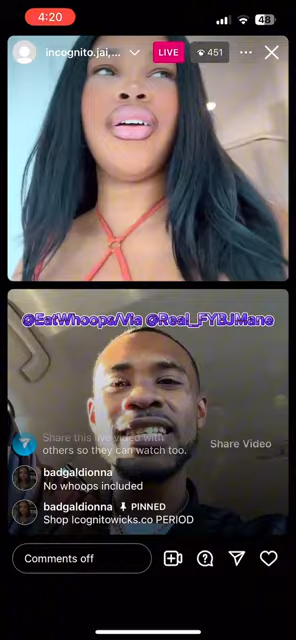 4:20
48
incognito.jai,...
LIVE
451
@EatWhoops/Via @Real_FYBJMane
Share this live video with
others so they can watch too.
Share Video
badgaldionna
No whoops included
badgaldionna PINNED
Shop Icognitowicks.co PERIOD
Comments off